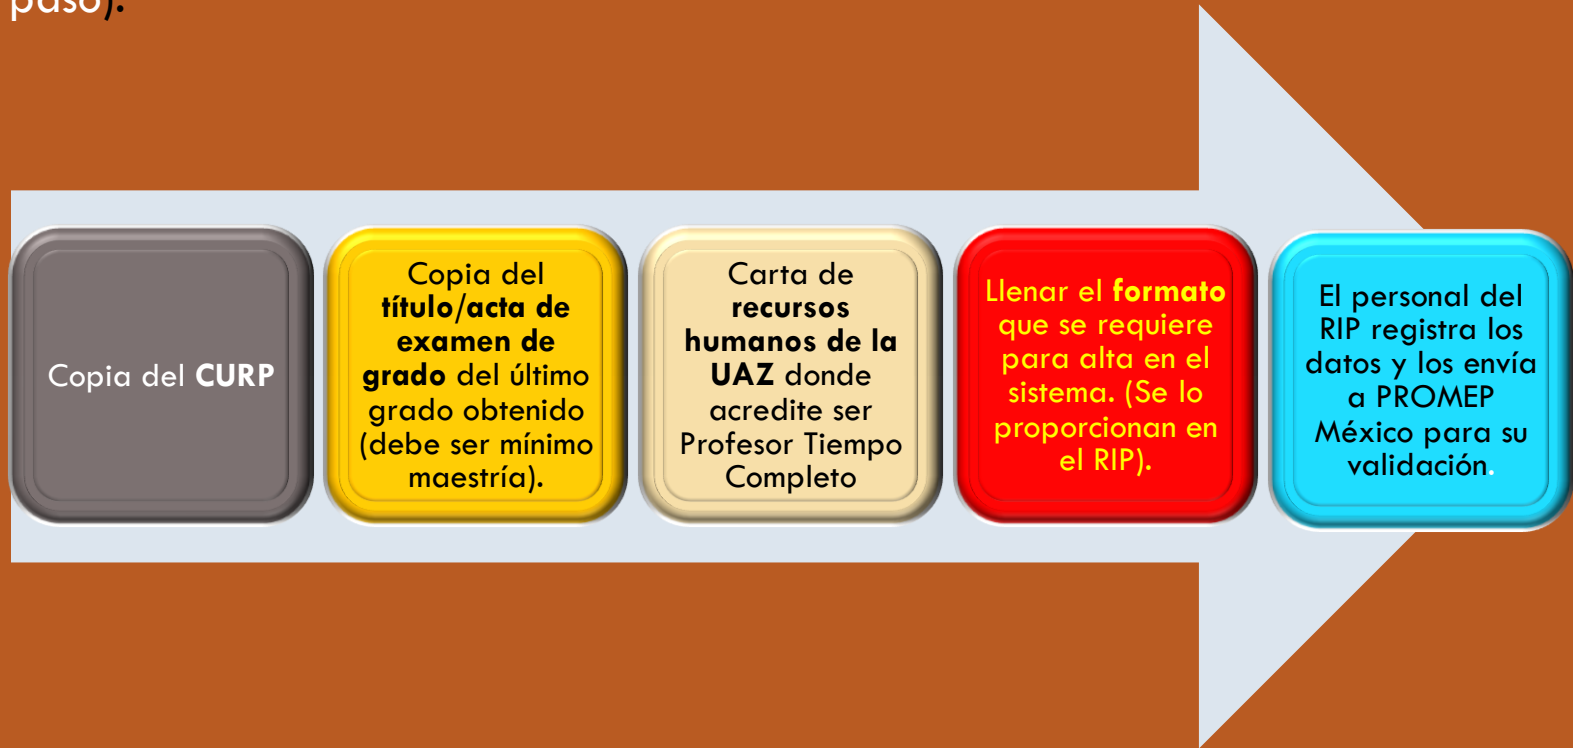 paso).
Copia del CURP
Copia del
título/acta de
examen de
grado del último
grado obtenido
(debe ser mínimo
maestría).
Carta de
recursos
humanos de la
UAZ donde
acredite ser
Profesor Tiempo
Completo
Llenar el formato
que se requiere
para alta en el
sistema. (Se lo
proporcionan en
el RIP).
El personal del
RIP registra los
datos y los envía
a PROMEP
México para su
validación.